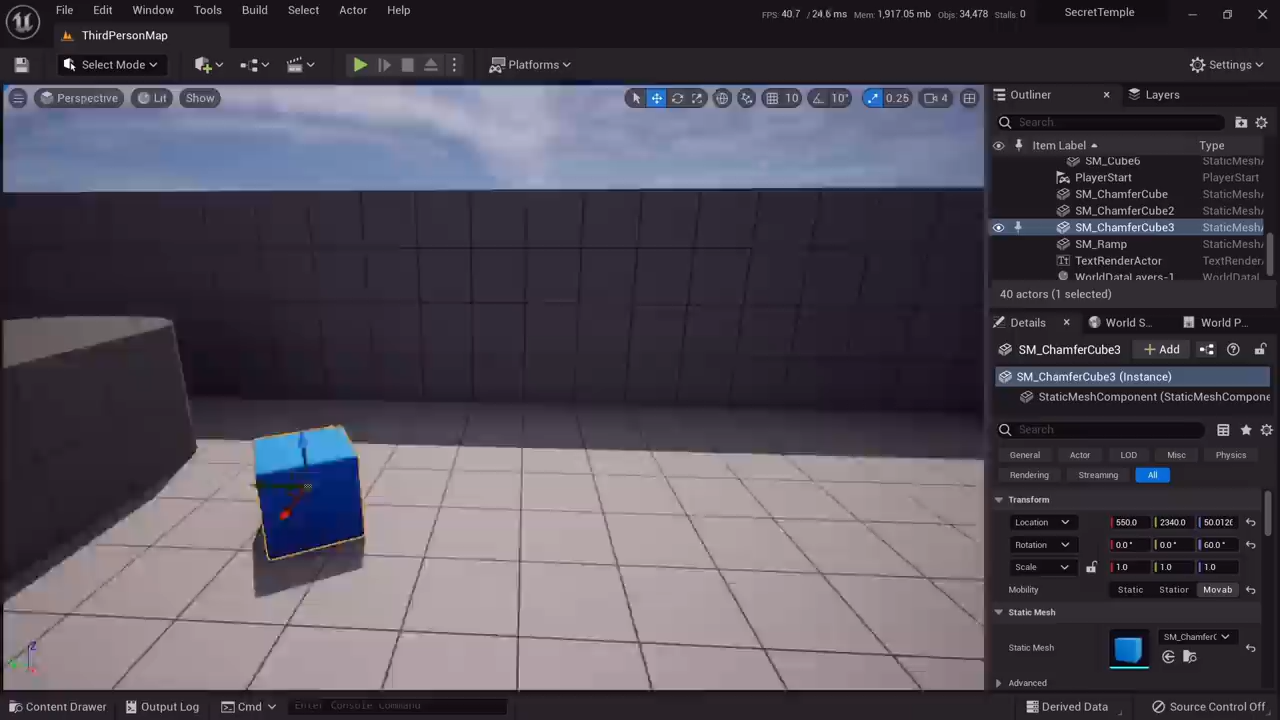 File Edit Window Tools Build Select Actor Help
FPS: 40.7 / 24.6 ms Mem: 1,917.05 mb Objs: 34,478 Stalls: 0 SecretTemple
ThirdPersonMap
Select Mode Platforms Settings
Perspective Lit Show 10 10° 0.25 4
Outliner Layers
Search
Item Label Type
SM_Cube6 StaticMesh
PlayerStart PlayerStart
SM_ChamferCube StaticMesh
SM_ChamferCube2 StaticMesh
SM_ChamferCube3 StaticMesh
SM_Ramp StaticMesh
TextRenderActor TextRender
WorldDataLayers-1 WorldDatal
40 actors (1 selected)
Details World S... World P...
SM_ChamferCube3 + Add
SM_ChamferCube3 (Instance)
StaticMeshComponent (StaticMeshCompone
Search
General Actor LOD Misc Physics
Rendering Streaming All
Transform
Location 550.0 2340.0 50.012
Rotation 0.0° 0.0° 60.0°
Scale 1.0 1.0 1.0
Mobility Static Station Movab
Static Mesh
SM_Chamfer
Static Mesh
Advanced
Z
Content Drawer Output Log Cmd Enter Console Command Derived Data Source Control Off